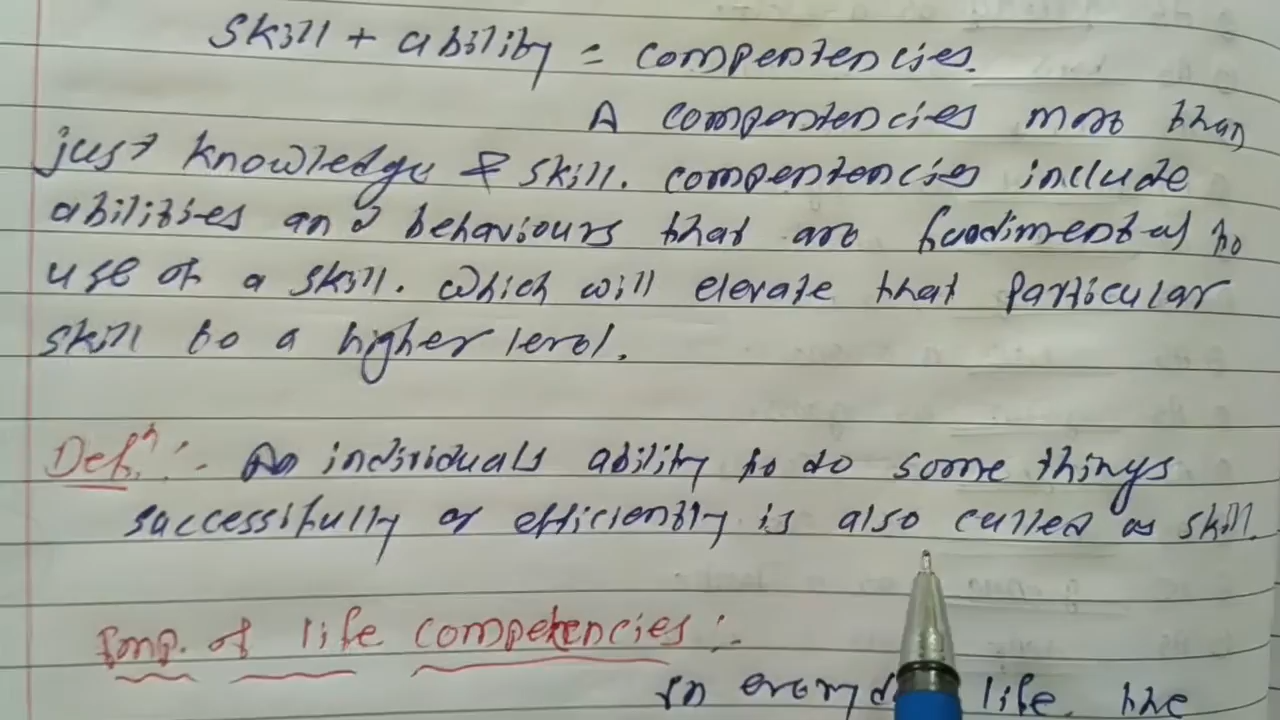 Skill + ability = compentencies.
A compentencies more than
just knowledge & skill. compentencies include
abilities and behaviours that are fundimental to
use of a skill. which will elevate that particular
skill to a higher level.
Defⁿ :- An individuals ability to do some things
successfully or efficiently is also called as skill.
Imp. of life competencies :-
In everyday life, the